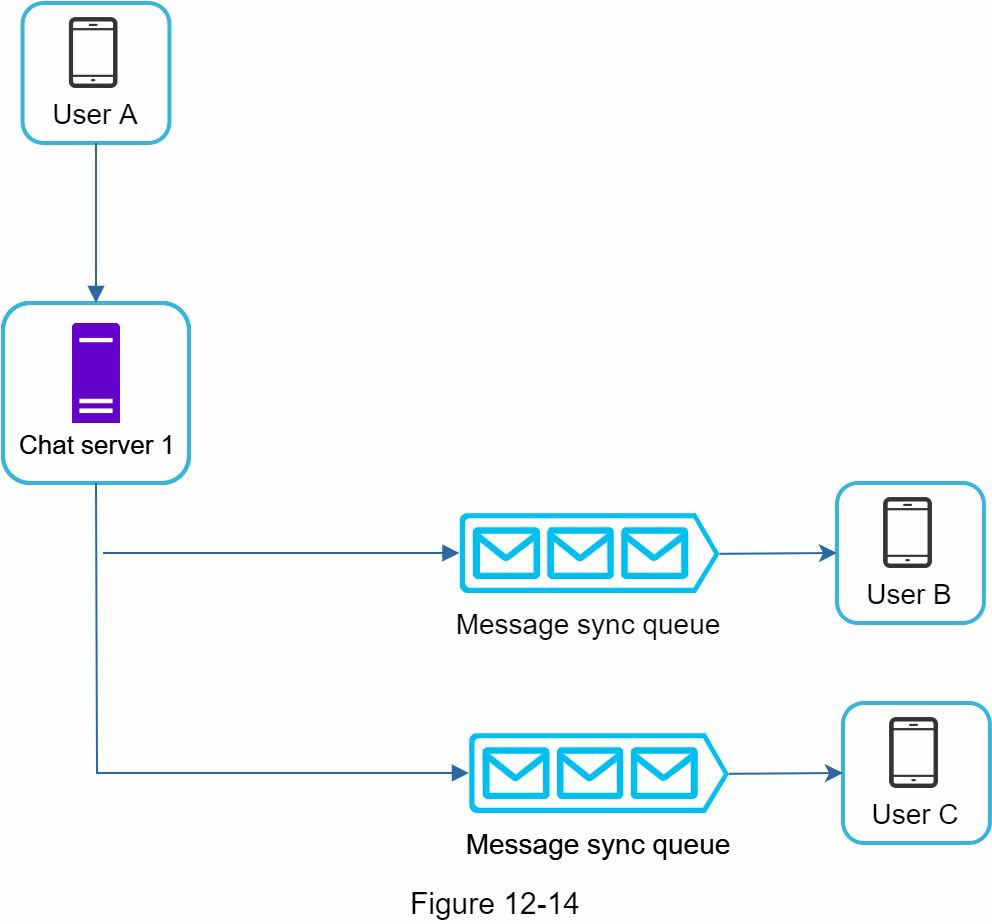 User A
Chat server 1
Message sync queue
User B
Message sync queue
User C
Figure 12-14